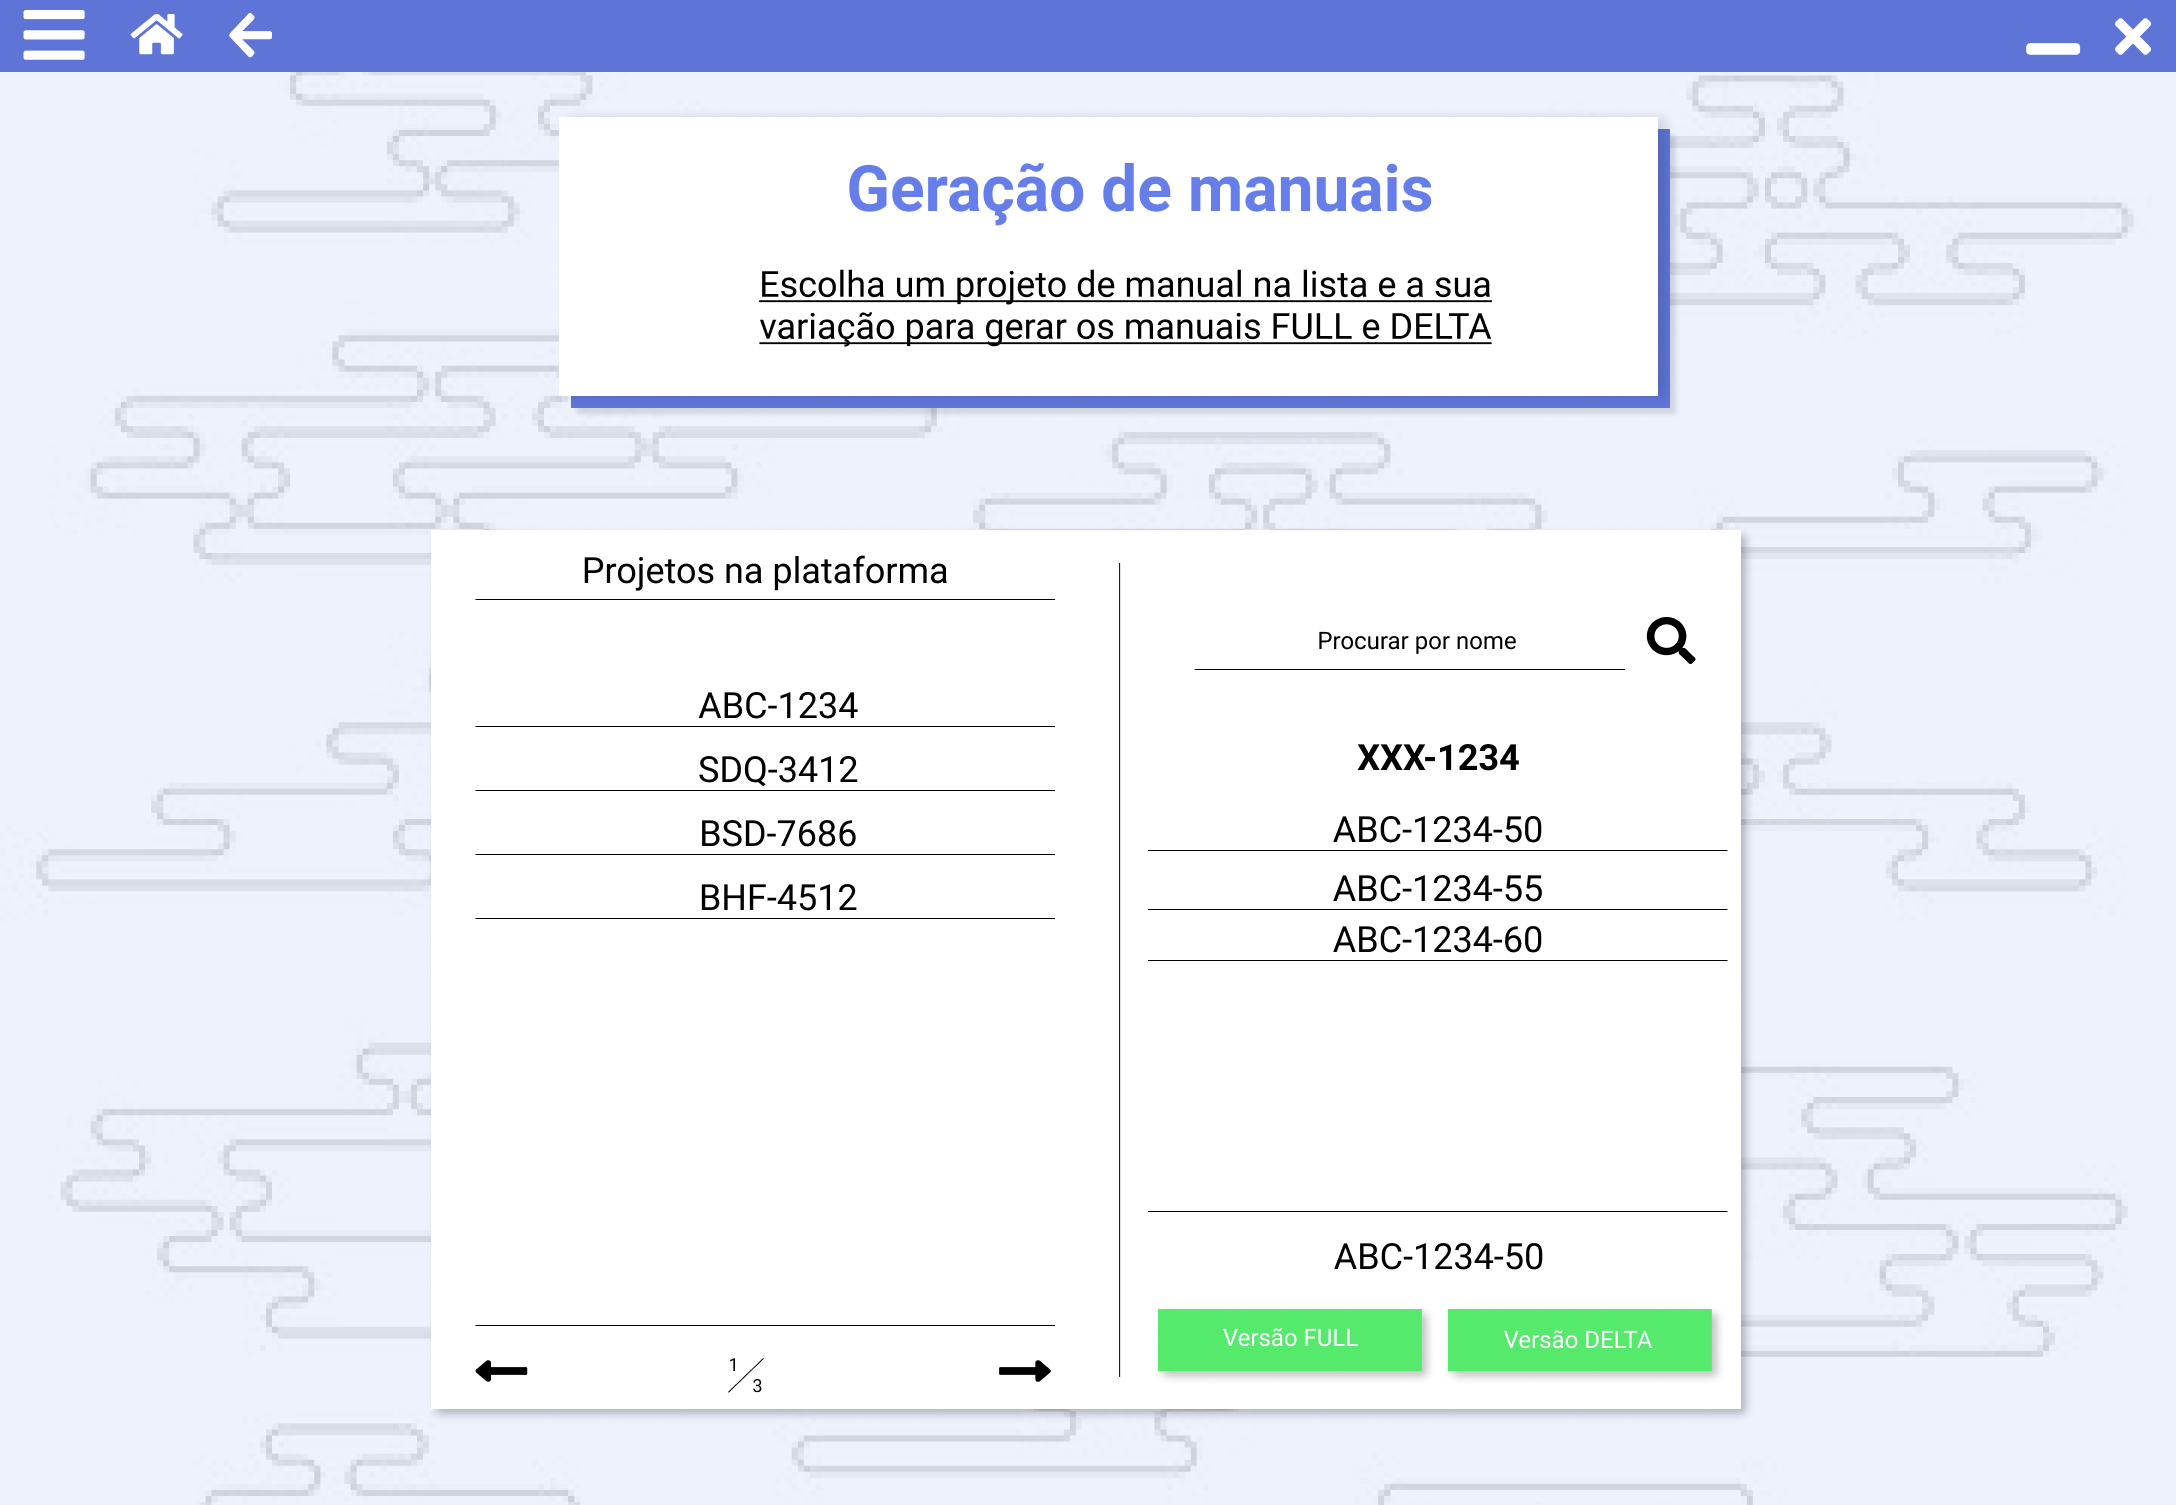 Geração de manuais
Escolha um projeto de manual na lista e a sua
variação para gerar os manuais FULL e DELTA
Projetos na plataforma
ABC-1234
SDQ-3412
BSD-7686
BHF-4512
1/3
Procurar por nome
XXX-1234
ABC-1234-50
ABC-1234-55
ABC-1234-60
ABC-1234-50
Versão FULL
Versão DELTA